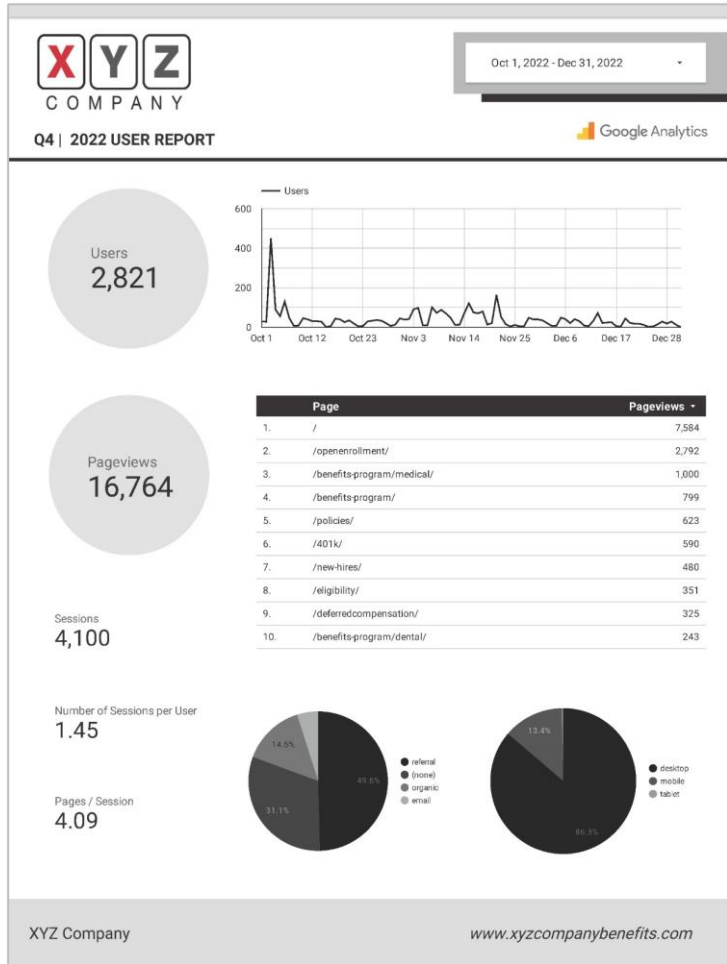 XYZ
COMPANY
Oct 1, 2022 - Dec 31, 2022
Q4 | 2022 USER REPORT
Google Analytics
Users
2,821
Users
600
400
200
0
Oct 1 Oct 12 Oct 23 Nov 3 Nov 14 Nov 25 Dec 6 Dec 17 Dec 28
Pageviews
16,764
Page Pageviews
1. / 7,584
2. /openenrollment/ 2,792
3. /benefits-program/medical/ 1,000
4. /benefits-program/ 799
5. /policies/ 623
6. /401k/ 590
7. /new-hires/ 480
8. /eligibility/ 351
9. /deferredcompensation/ 325
10. /benefits-program/dental/ 243
Sessions
4,100
Number of Sessions per User
1.45
Pages / Session
4.09
14.5%
49.6%
31.1%
referral
(none)
organic
email
13.4%
86.3%
desktop
mobile
tablet
XYZ Company
www.xyzcompanybenefits.com